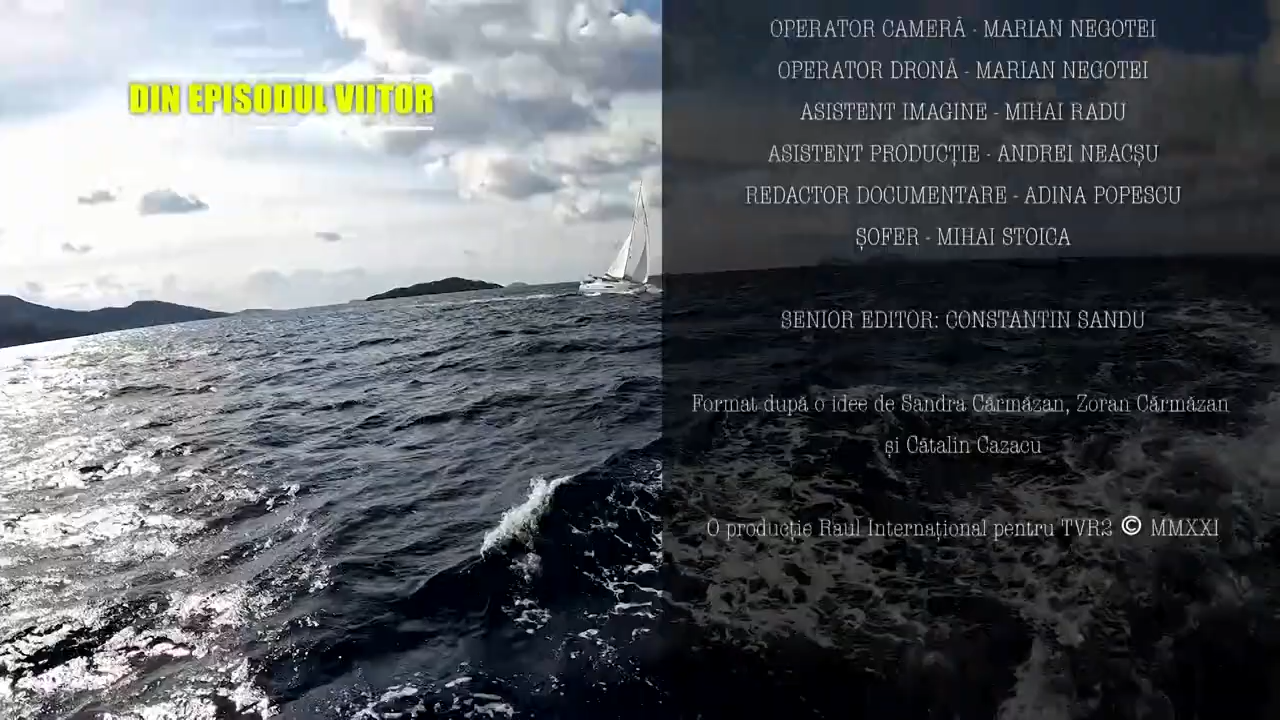 DIN EPISODUL VIITOR
OPERATOR CAMERĂ - MARIAN NEGOTEI
OPERATOR DRONĂ - MARIAN NEGOTEI
ASISTENT IMAGINE - MIHAI RADU
ASISTENT PRODUCȚIE - ANDREI NEACȘU
REDACTOR DOCUMENTARE - ADINA POPESCU
ȘOFER - MIHAI STOICA
SENIOR EDITOR: CONSTANTIN SANDU
Format după o idee de Sandra Cărmăzan, Zoran Cărmăzan
și Cătalin Cazacu
O producție Raul Internațional pentru TVR2 © MMXXI